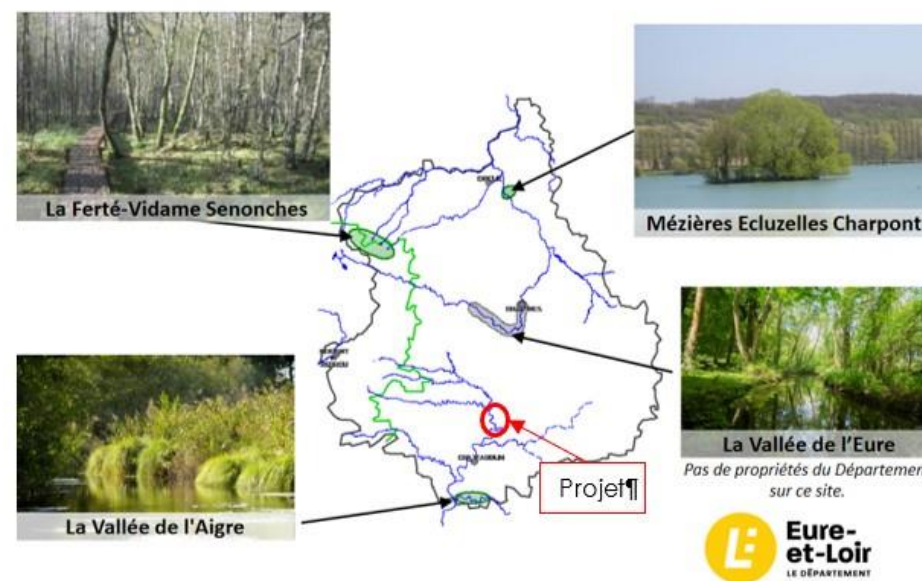 La Ferté-Vidame Senonches
Mézières Ecluzelles Charpont
La Vallée de l'Eure
Pas de propriétés du Départemen
sur ce site.
La Vallée de l'Aigre
Projet¶
Eure-
et-Loir
LE DÉPARTEMENT